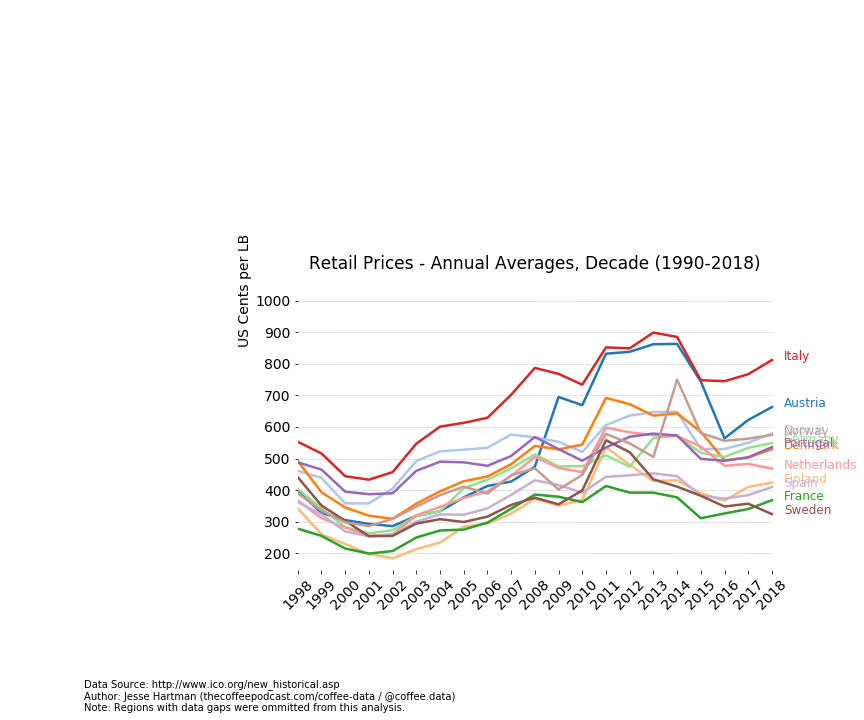 US Cents per LB
Retail Prices - Annual Averages, Decade (1990-2018)
1000
900
800
700
600
500
400
300
200
Italy
Austria
Norway
Germany
Portugal
Denmark
Netherlands
Finland
Spain
France
Sweden
1998 1999 2000 2001 2002 2003 2004 2005 2006 2007 2008 2009 2010 2011 2012 2013 2014 2015 2016 2017 2018
Data Source: http://www.ico.org/new_historical.asp
Author: Jesse Hartman (thecoffeepodcast.com/coffee-data / @coffee.data)
Note: Regions with data gaps were ommitted from this analysis.